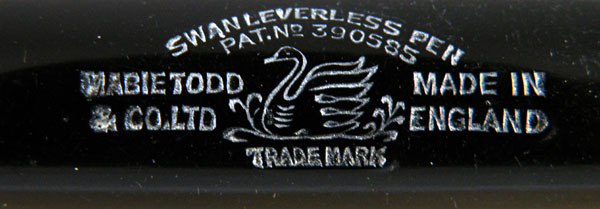 SWAN LEVERLESS PEN
PAT. NO 390585
MABIE TODD
& CO. LTD
MADE IN
ENGLAND
TRADE MARK